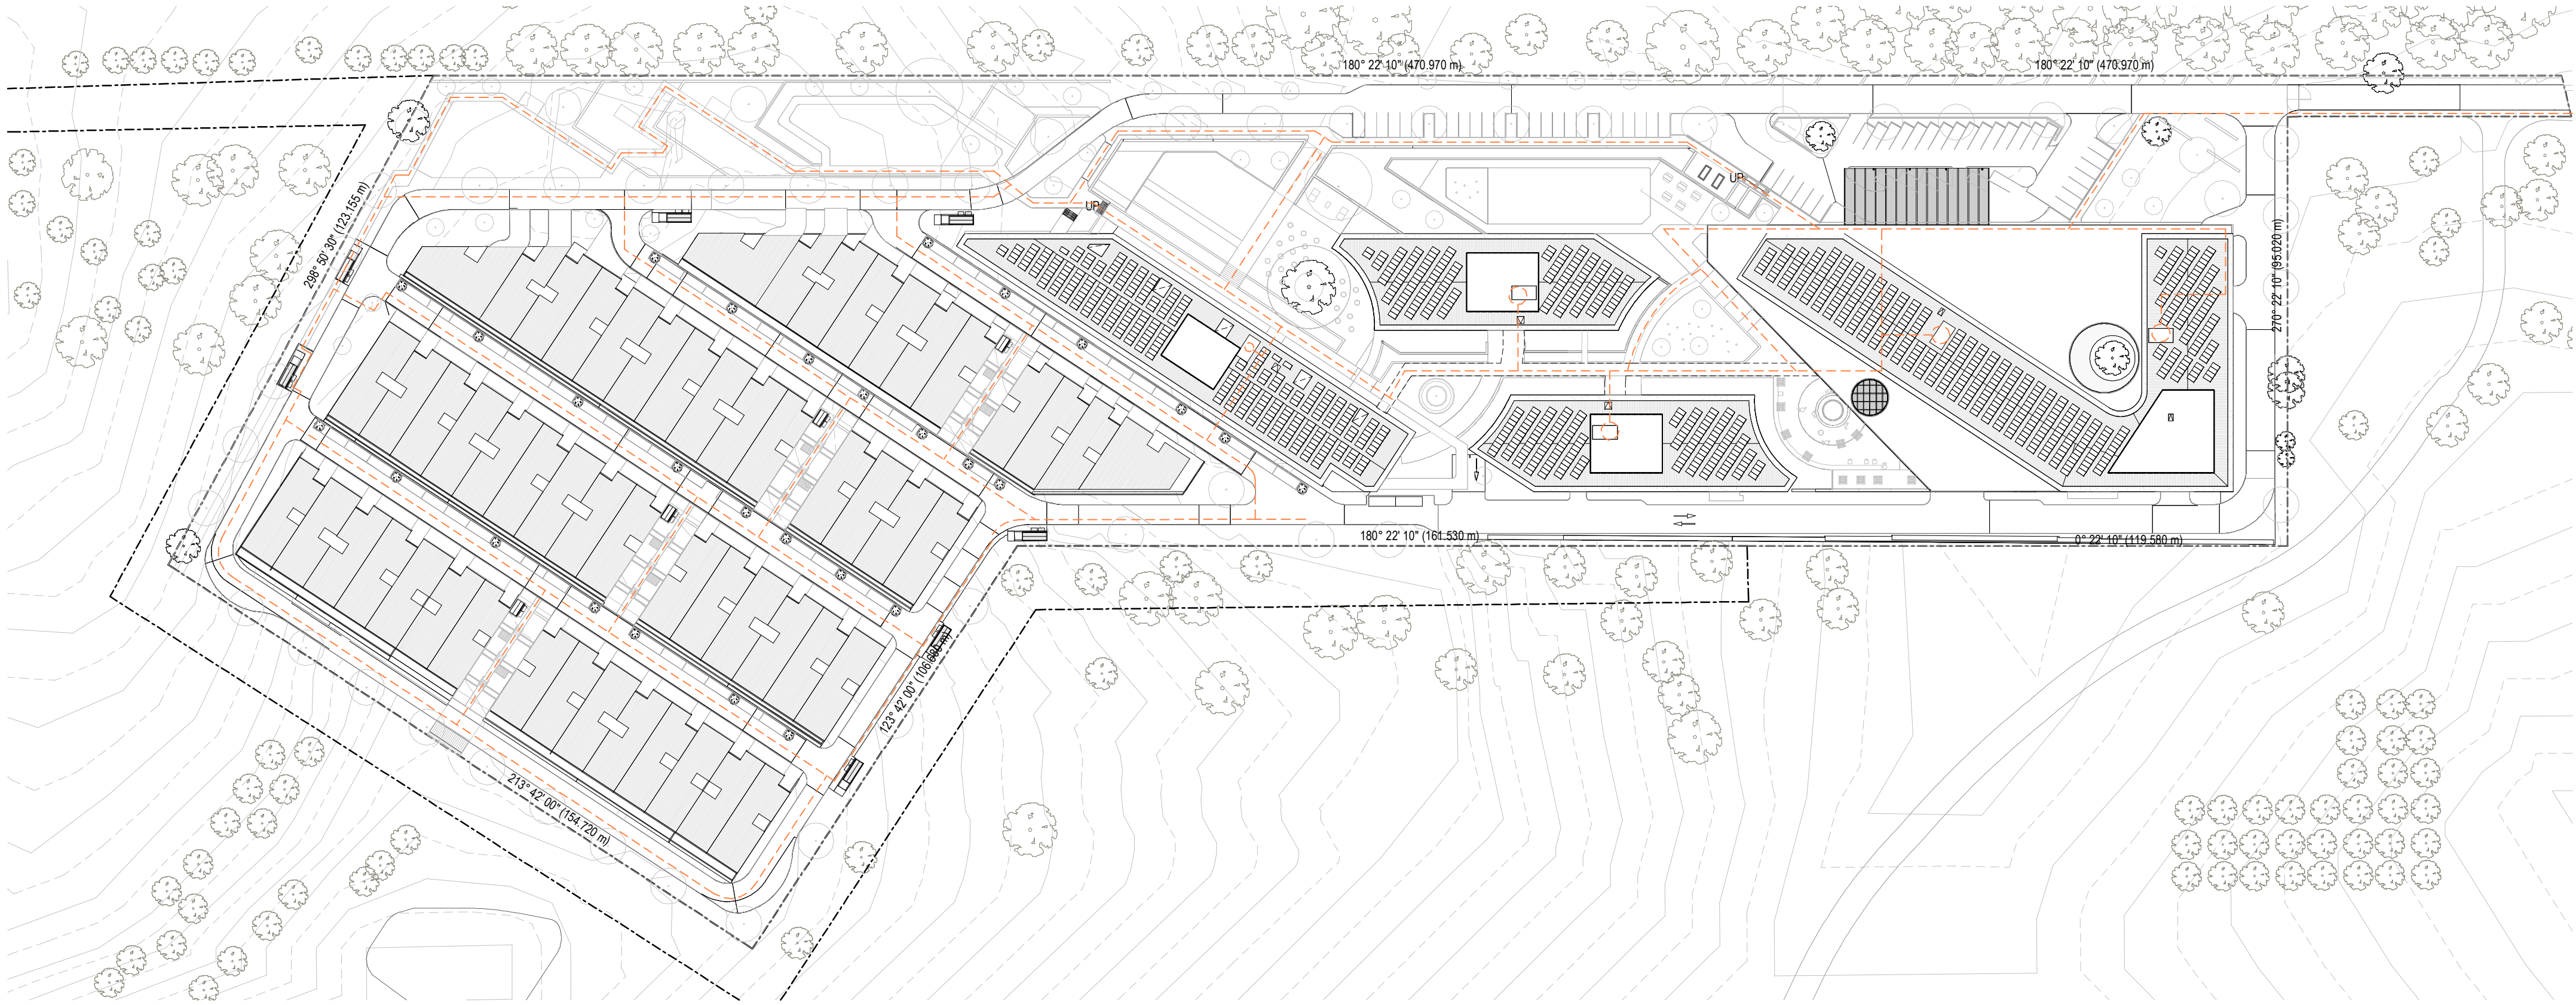 180° 22' 10" (470.970 m)
180° 22' 10" (470.970 m)
UP
UP
298° 50' 30" (123.155 m)
270° 22' 10" (95.020 m)
180° 22' 10" (161.530 m)
0° 22' 10" (119.580 m)
123° 42' 00" (106.680 m)
213° 42' 00" (154.720 m)